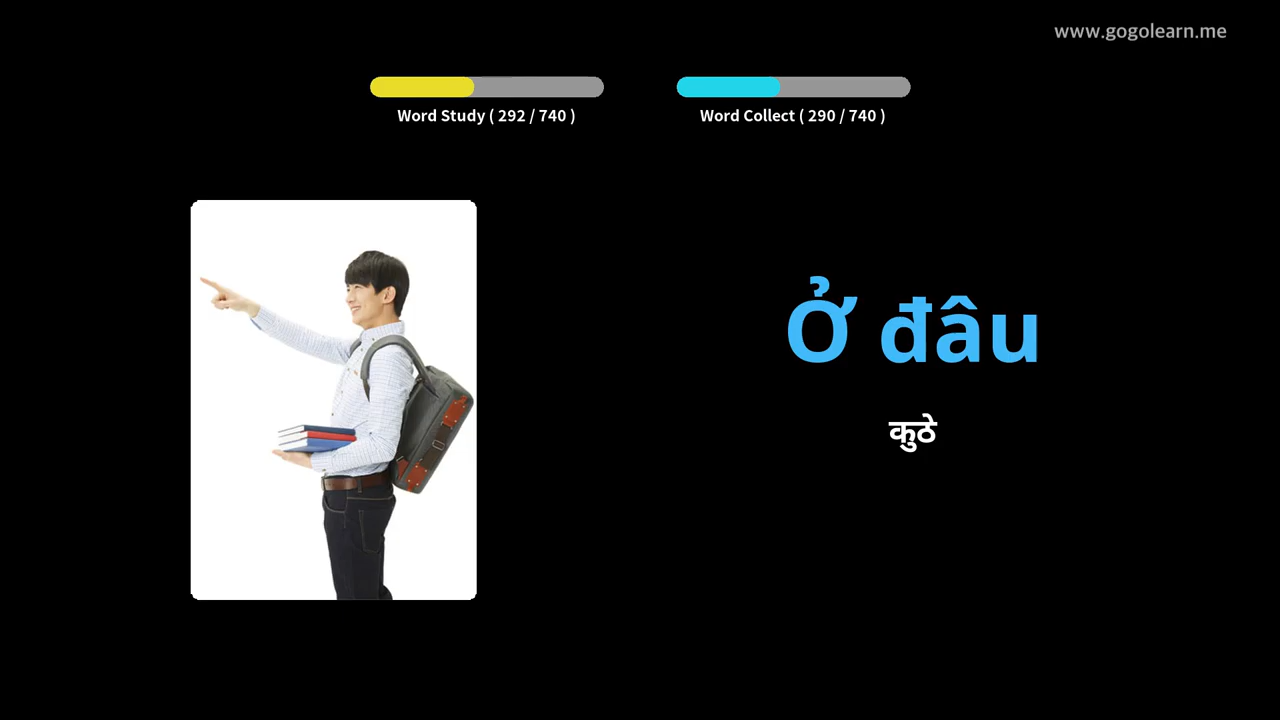 www.gogolearn.me
Word Study ( 292 / 740 )
Word Collect ( 290 / 740 )
Ở đâu
कुठे